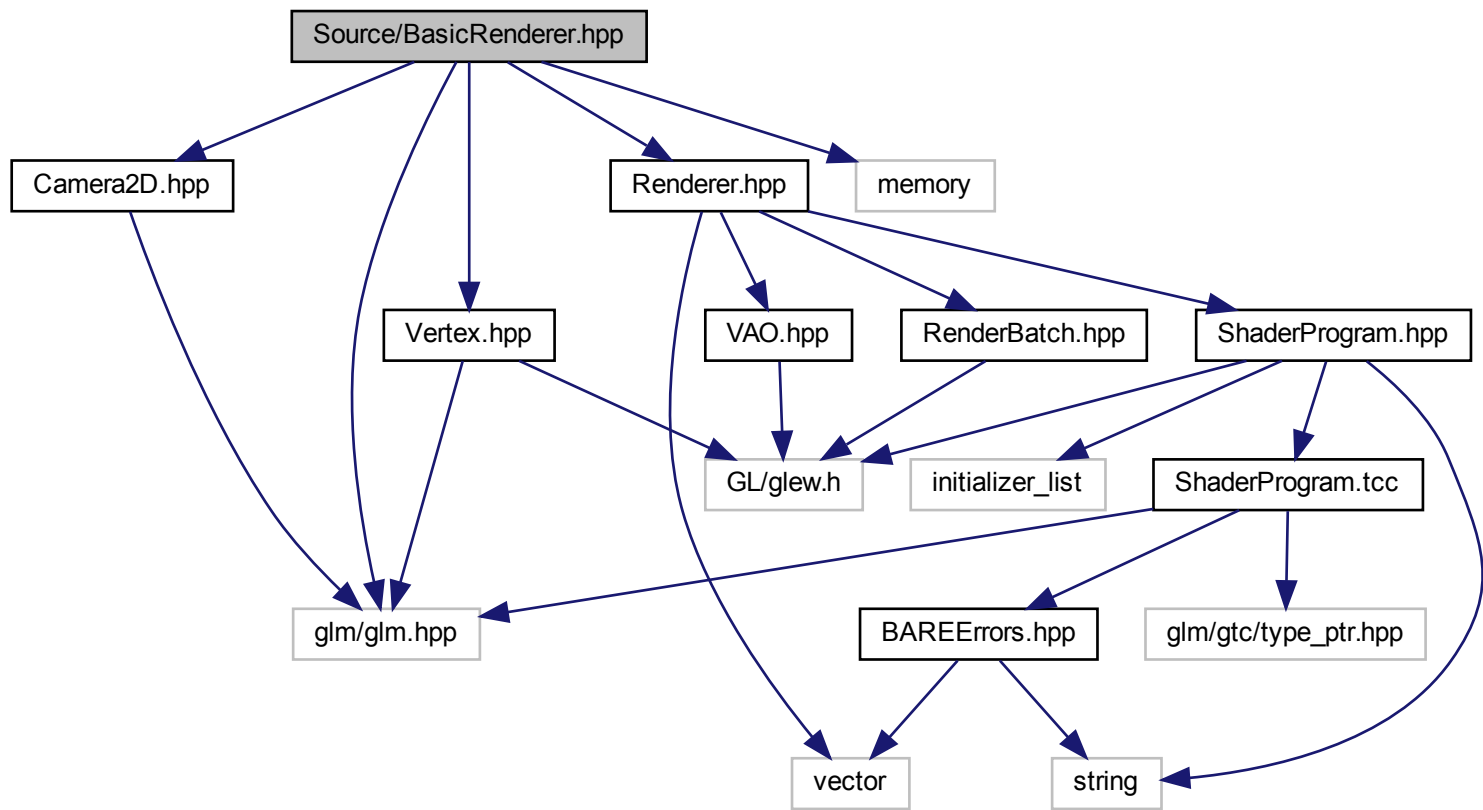 Source/BasicRenderer.hpp
Camera2D.hpp
Renderer.hpp
memory
Vertex.hpp
VAO.hpp
RenderBatch.hpp
ShaderProgram.hpp
GL/glew.h
initializer_list
ShaderProgram.tcc
glm/glm.hpp
BAREErrors.hpp
glm/gtc/type_ptr.hpp
vector
string